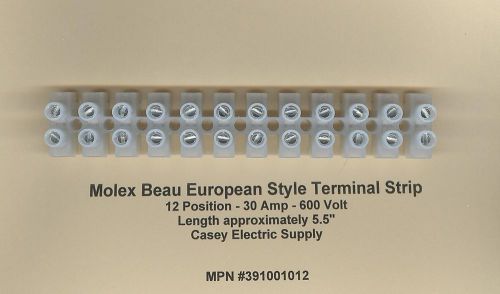 Molex Beau European Style Terminal Strip
12 Position - 30 Amp - 600 Volt
Length approximately 5.5"
Casey Electric Supply
MPN #391001012